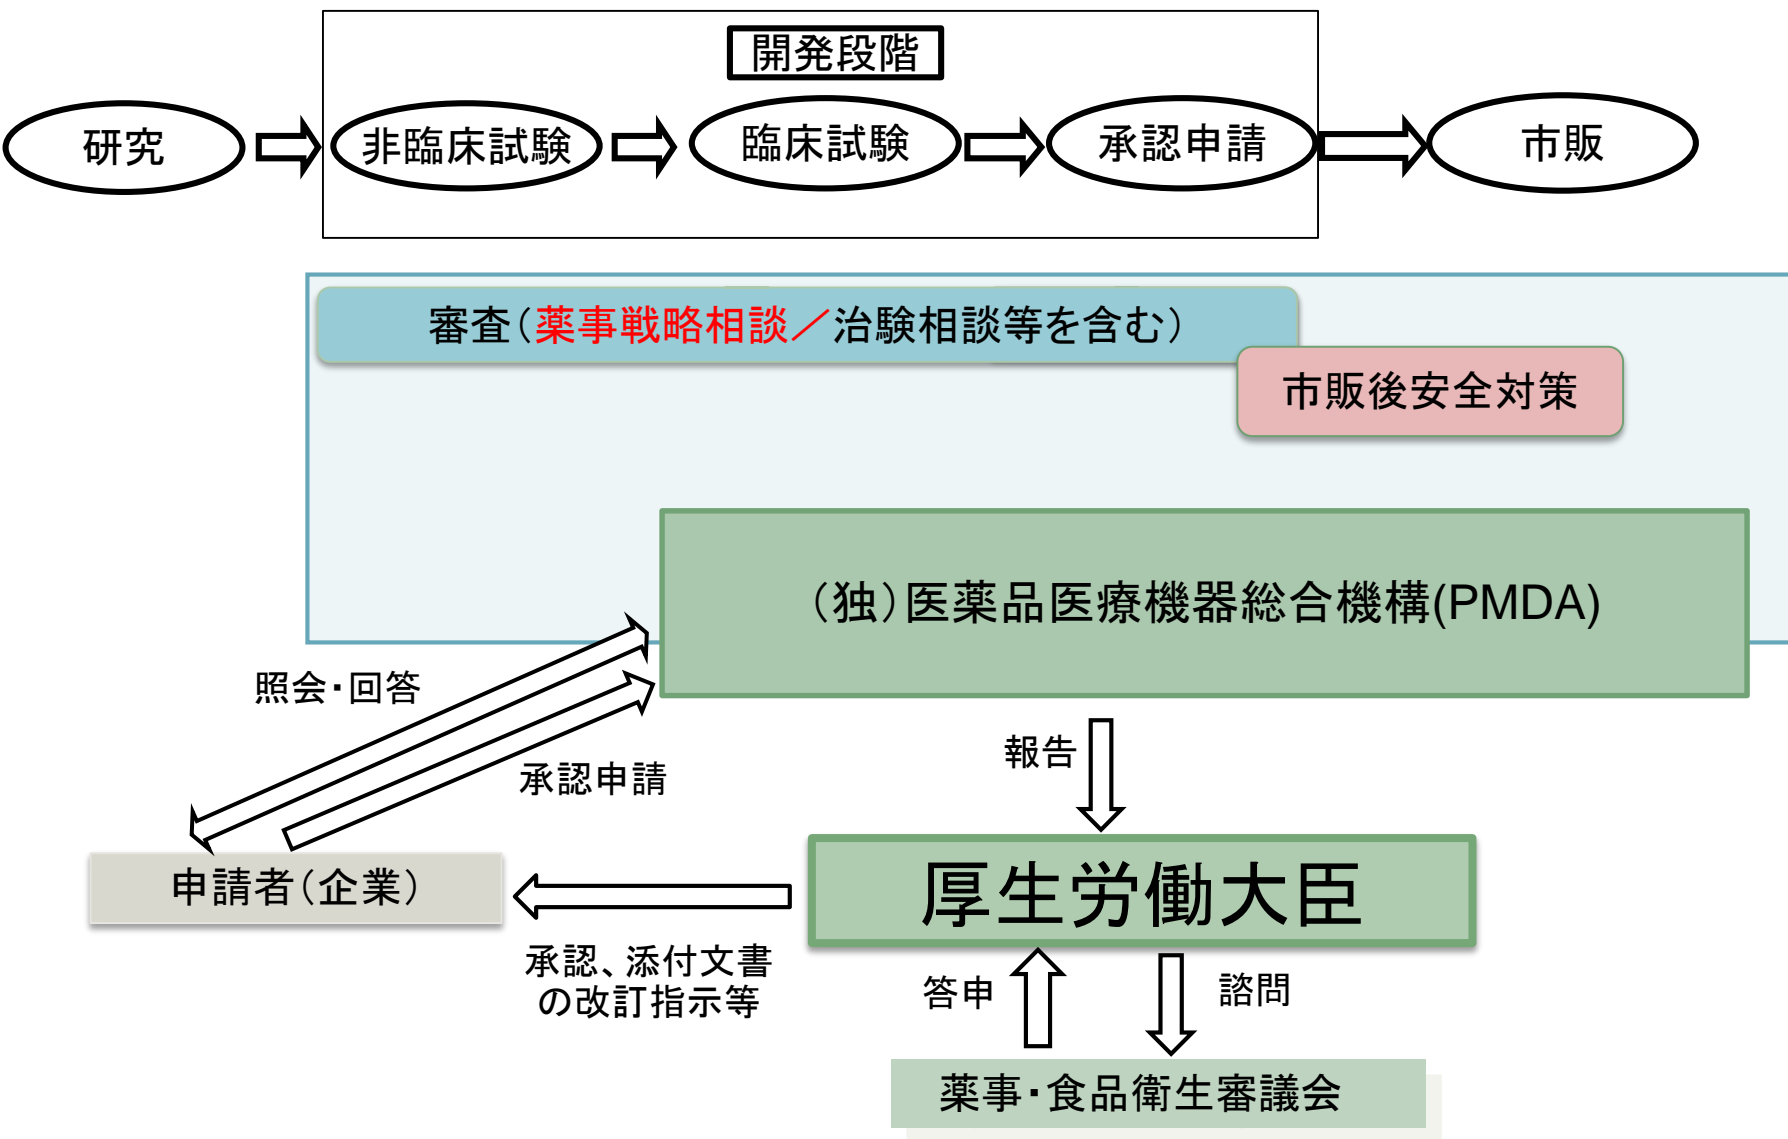 開発段階
研究
非臨床試験
臨床試験
承認申請
市販
審査（薬事戦略相談／治験相談等を含む）
市販後安全対策
（独）医薬品医療機器総合機構(PMDA)
照会・回答
承認申請
報告
申請者（企業）
厚生労働大臣
承認、添付文書
の改訂指示等
答申
諮問
薬事・食品衛生審議会